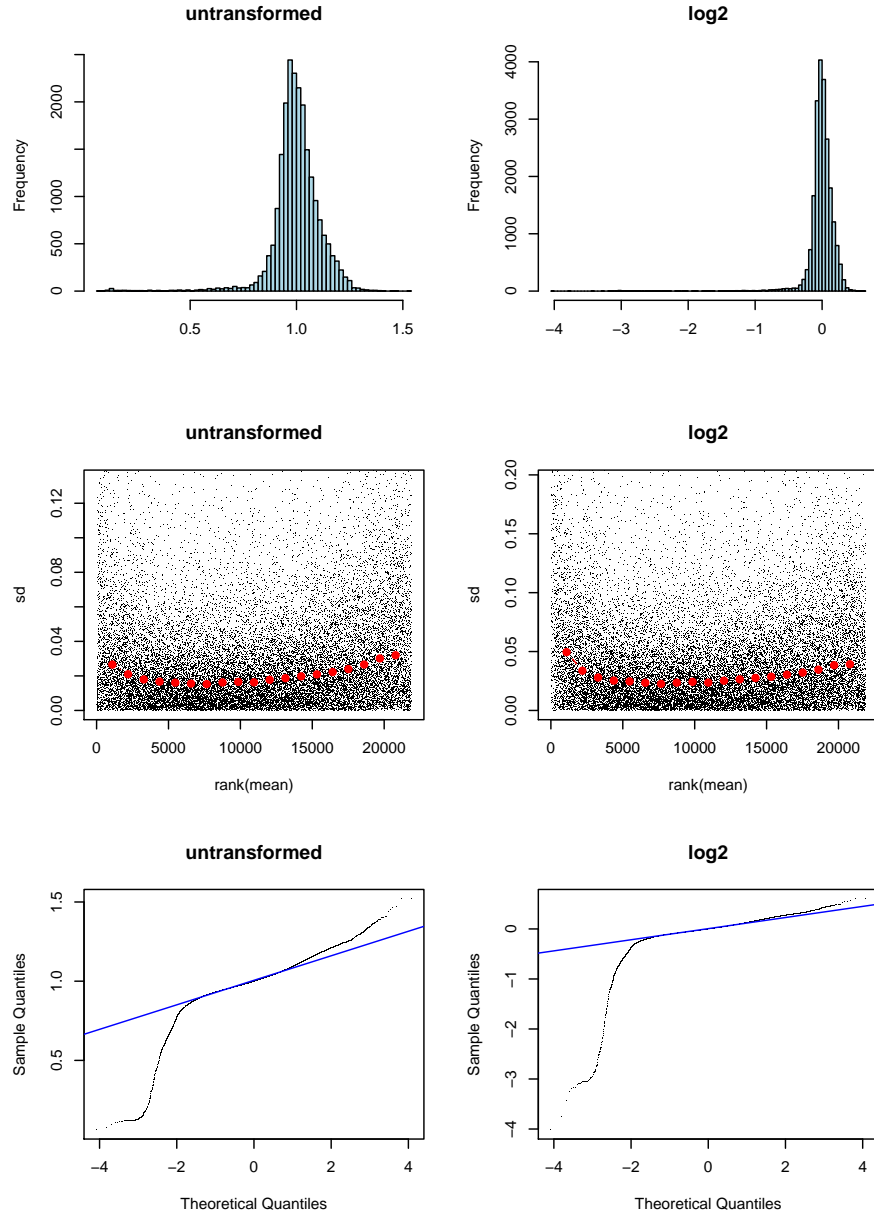 untransformed
Frequency
0 500 1000 2000
0.5 1.0 1.5
log2
Frequency
0 1000 2000 3000 4000
−4 −3 −2 −1 0
untransformed
sd
0.00 0.04 0.08 0.12
0 5000 10000 15000 20000
rank(mean)
log2
sd
0.00 0.05 0.10 0.15 0.20
0 5000 10000 15000 20000
rank(mean)
untransformed
Sample Quantiles
0.5 1.0 1.5
−4 −2 0 2 4
Theoretical Quantiles
log2
Sample Quantiles
−4 −3 −2 −1 0
−4 −2 0 2 4
Theoretical Quantiles